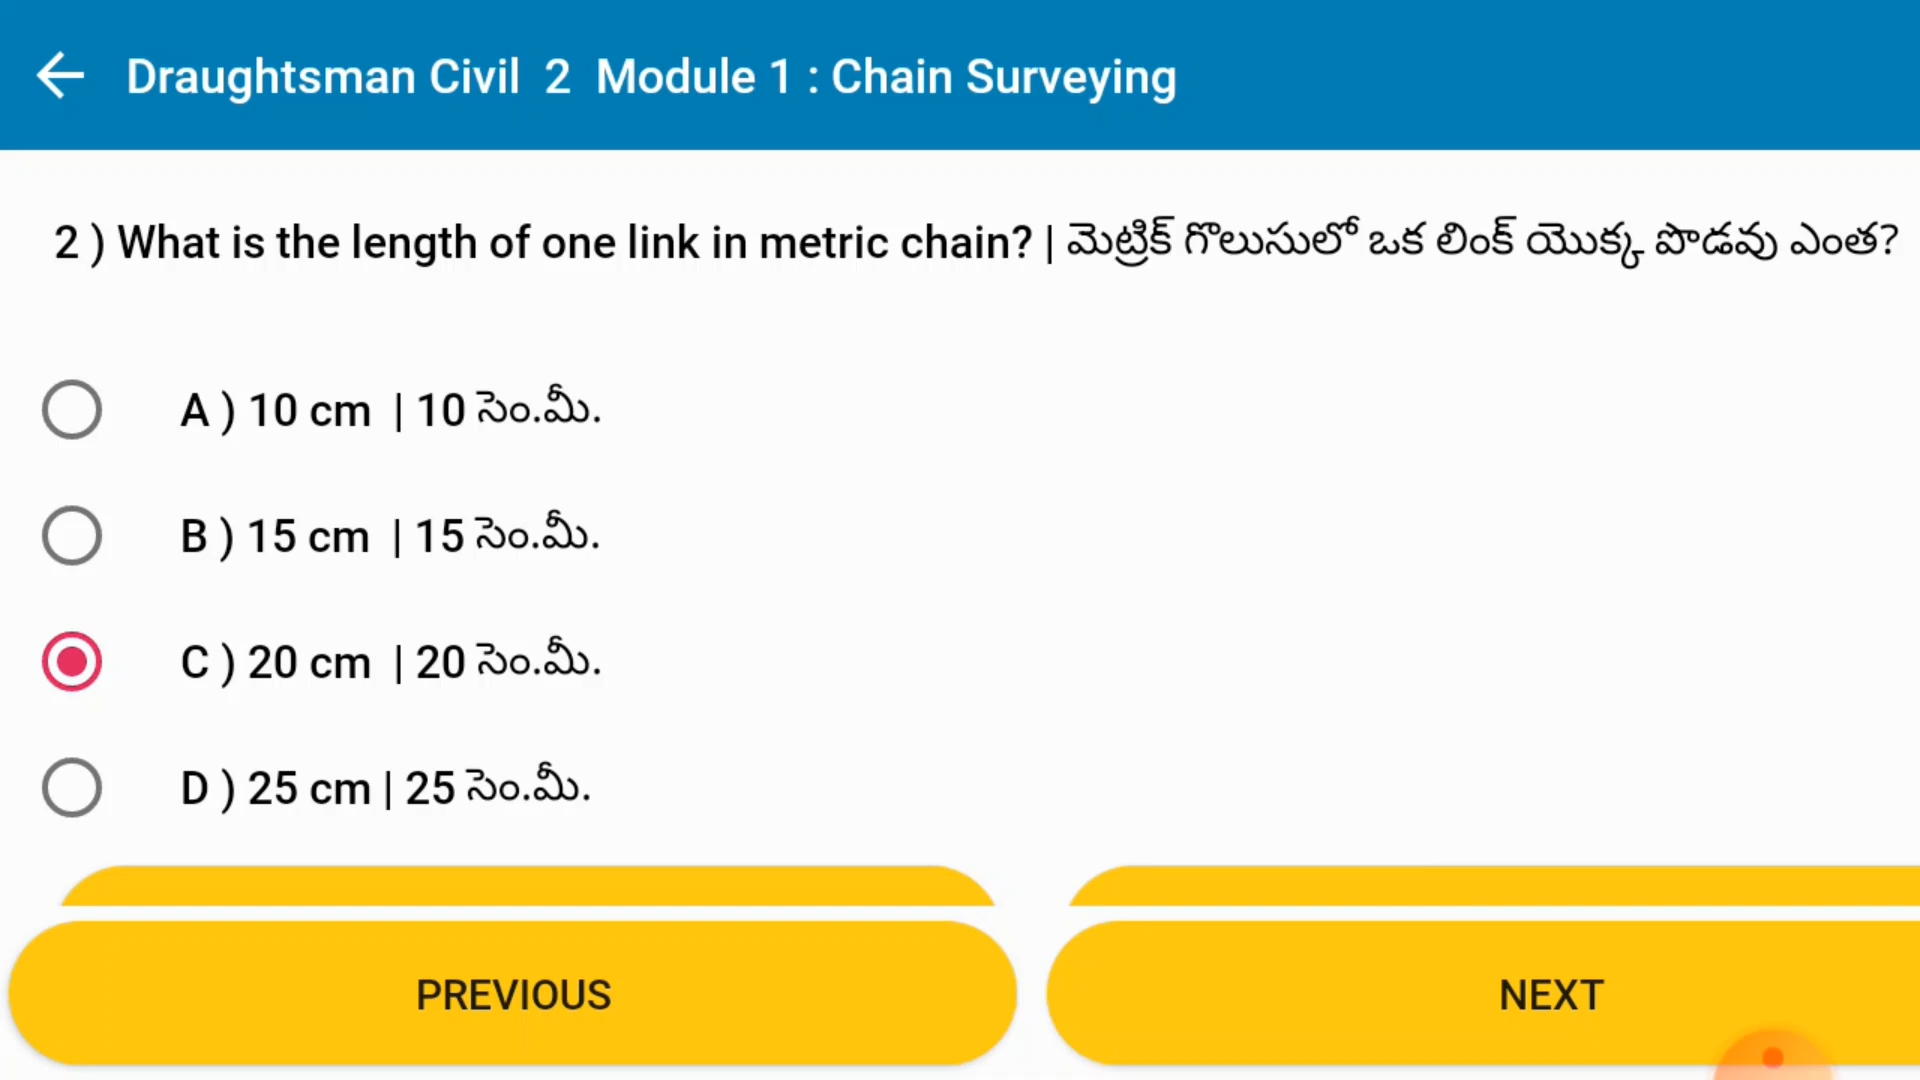 Draughtsman Civil 2 Module 1 : Chain Surveying
2 ) What is the length of one link in metric chain? | మెట్రిక్ గొలుసులో ఒక లింక్ యొక్క పొడవు ఎంత?
A ) 10 cm | 10 సెం.మీ.
B ) 15 cm | 15 సెం.మీ.
C ) 20 cm | 20 సెం.మీ.
D ) 25 cm | 25 సెం.మీ.
PREVIOUS
NEXT